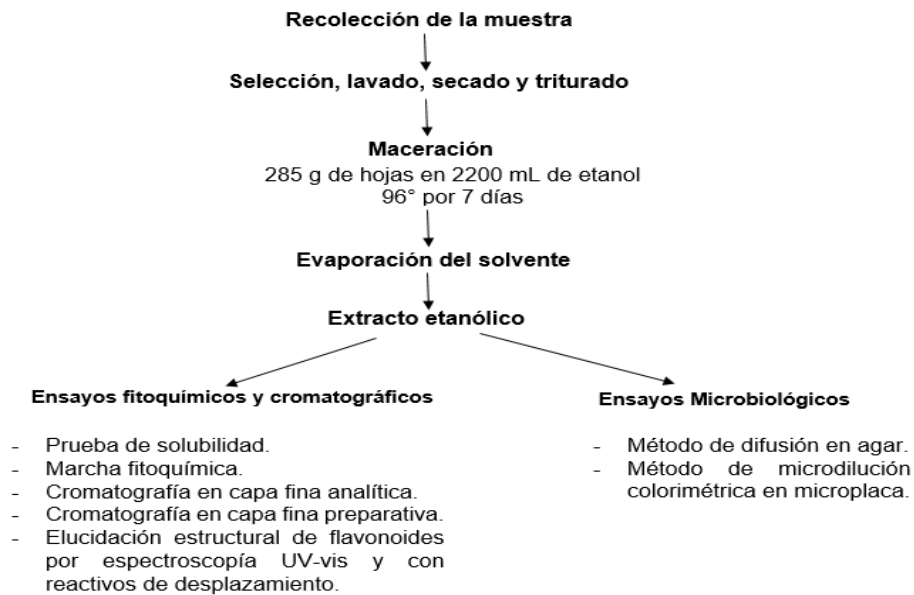 Recolección de la muestra
Selección, lavado, secado y triturado
Maceración
285 g de hojas en 2200 mL de etanol
96° por 7 días
Evaporación del solvente
Extracto etanólico
Ensayos fitoquímicos y cromatográficos
- Prueba de solubilidad.
- Marcha fitoquímica.
- Cromatografía en capa fina analítica.
- Cromatografía en capa fina preparativa.
- Elucidación estructural de flavonoides
por espectroscopía UV-vis y con
reactivos de desplazamiento.
Ensayos Microbiológicos
- Método de difusión en agar.
- Método de microdilución
colorimétrica en microplaca.